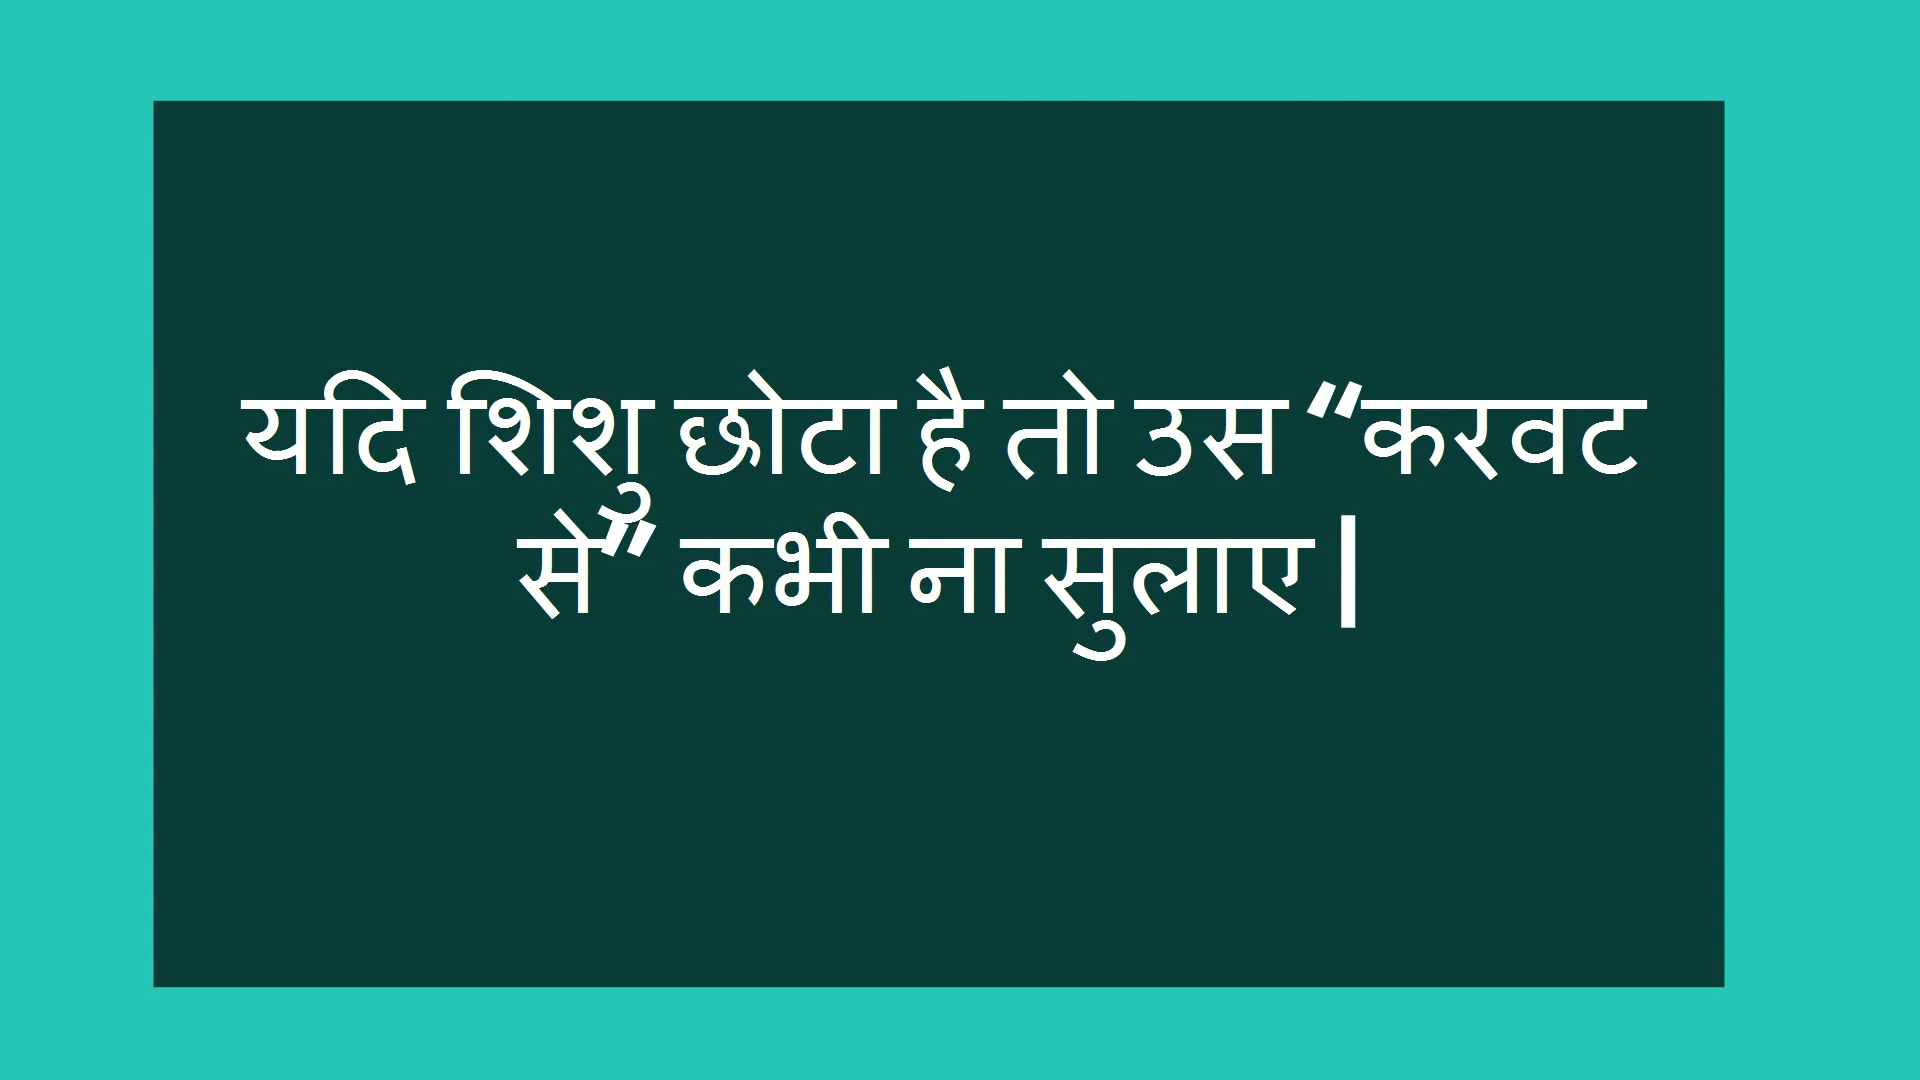 यदि शिशु छोटा है तो उस “करवट
से” कभी ना सुलाए |